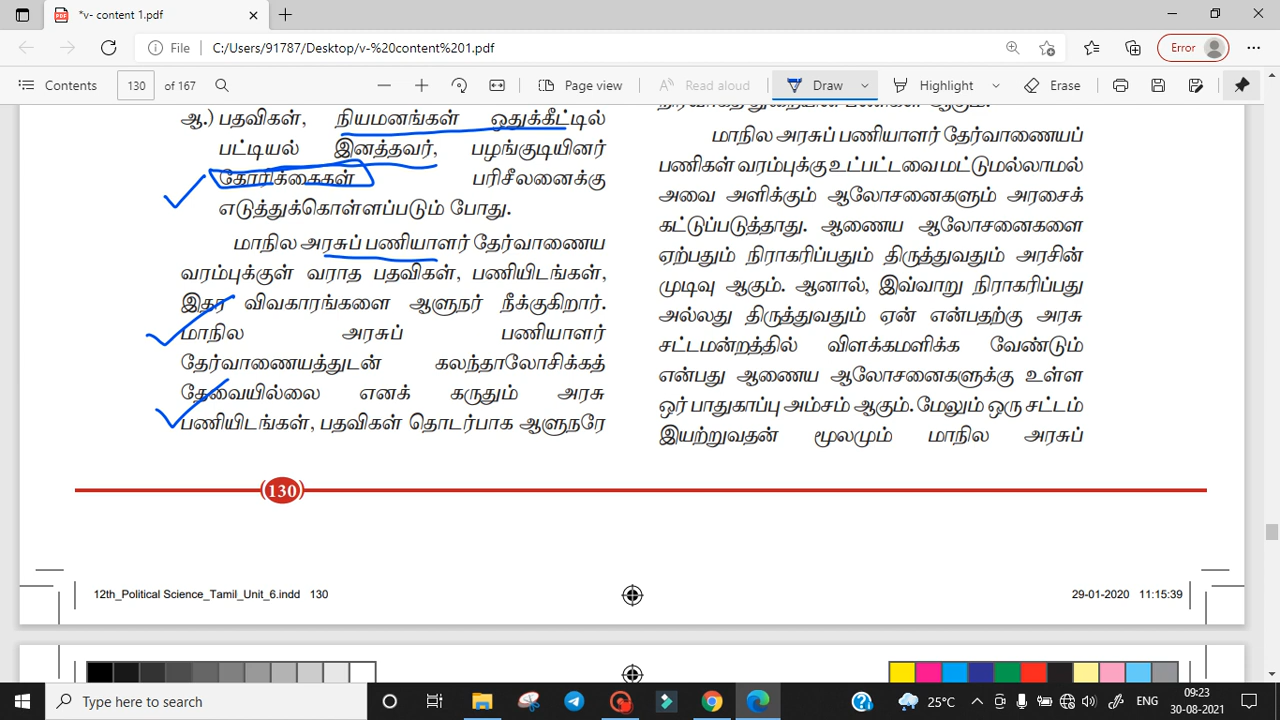 *v- content 1.pdf
File
C:/Users/91787/Desktop/v-%20content%201.pdf
Error
Contents
130
of 167
Page view
Read aloud
Draw
Highlight
Erase
ஆ.) பதவிகள், நியமனங்கள் ஒதுக்கீட்டில்
பட்டியல் இனத்தவர், பழங்குடியினர்
கோரிக்கைகள் பரிசீலனைக்கு
எடுத்துக்கொள்ளப்படும் போது.
மாநில அரசுப் பணியாளர் தேர்வாணைய
வரம்புக்குள் வராத பதவிகள், பணியிடங்கள்,
இதர விவகாரங்களை ஆளுநர் நீக்குகிறார்.
மாநில அரசுப் பணியாளர்
தேர்வாணையத்துடன் கலந்தாலோசிக்கத்
தேவையில்லை எனக் கருதும் அரசு
பணியிடங்கள், பதவிகள் தொடர்பாக ஆளுநரே
மாநில அரசுப் பணியாளர் தேர்வாணையப்
பணிகள் வரம்புக்கு உட்பட்டவை மட்டுமல்லாமல்
அவை அளிக்கும் ஆலோசனைகளும் அரசைக்
கட்டுப்படுத்தாது. ஆணைய ஆலோசனைகளை
ஏற்பதும் நிராகரிப்பதும் திருத்துவதும் அரசின்
முடிவு ஆகும். ஆனால், இவ்வாறு நிராகரிப்பது
அல்லது திருத்துவதும் ஏன் என்பதற்கு அரசு
சட்டமன்றத்தில் விளக்கமளிக்க வேண்டும்
என்பது ஆணைய ஆலோசனைகளுக்கு உள்ள
ஓர் பாதுகாப்பு அம்சம் ஆகும். மேலும் ஒரு சட்டம்
இயற்றுவதன் மூலமும் மாநில அரசுப்
130
12th_Political Science_Tamil_Unit_6.indd 130
29-01-2020 11:15:39
Type here to search
25°C
ENG
09:23
30-08-2021